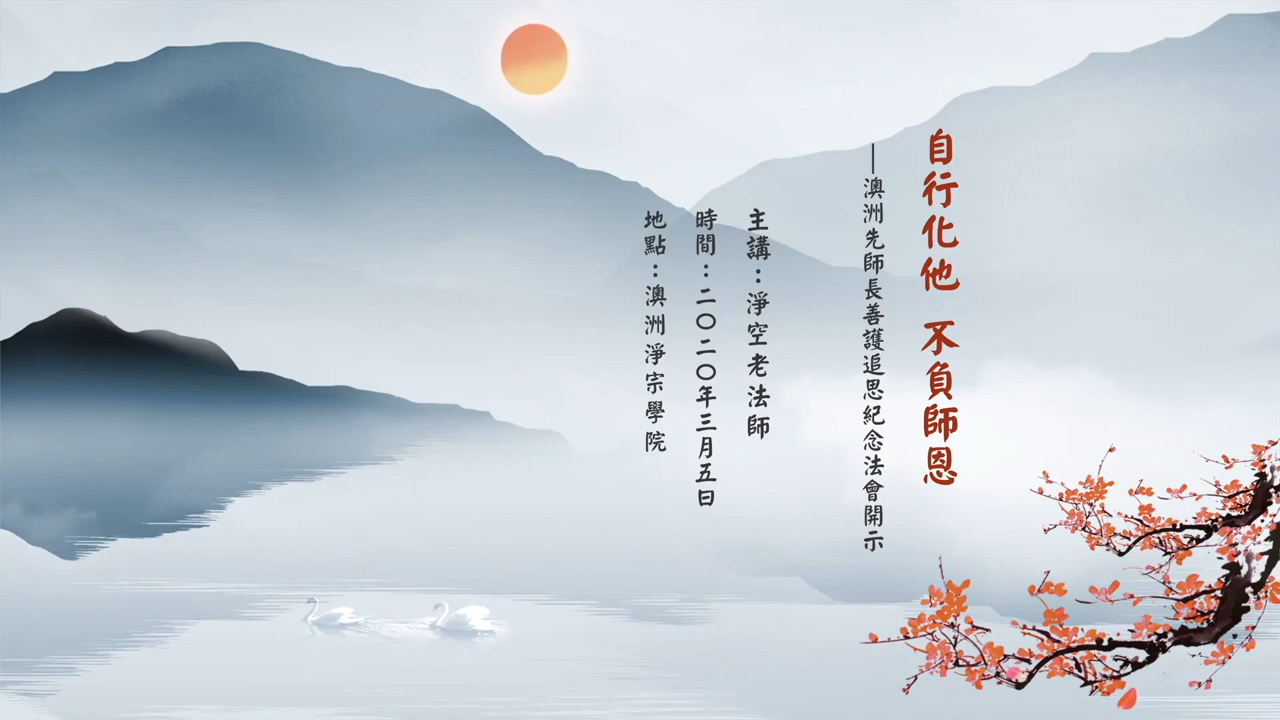 自行化他 不負師恩
—澳洲先師長善護追思紀念法會開示
主講：淨空老法師
時間：二〇二〇年三月五日
地點：澳洲淨宗學院